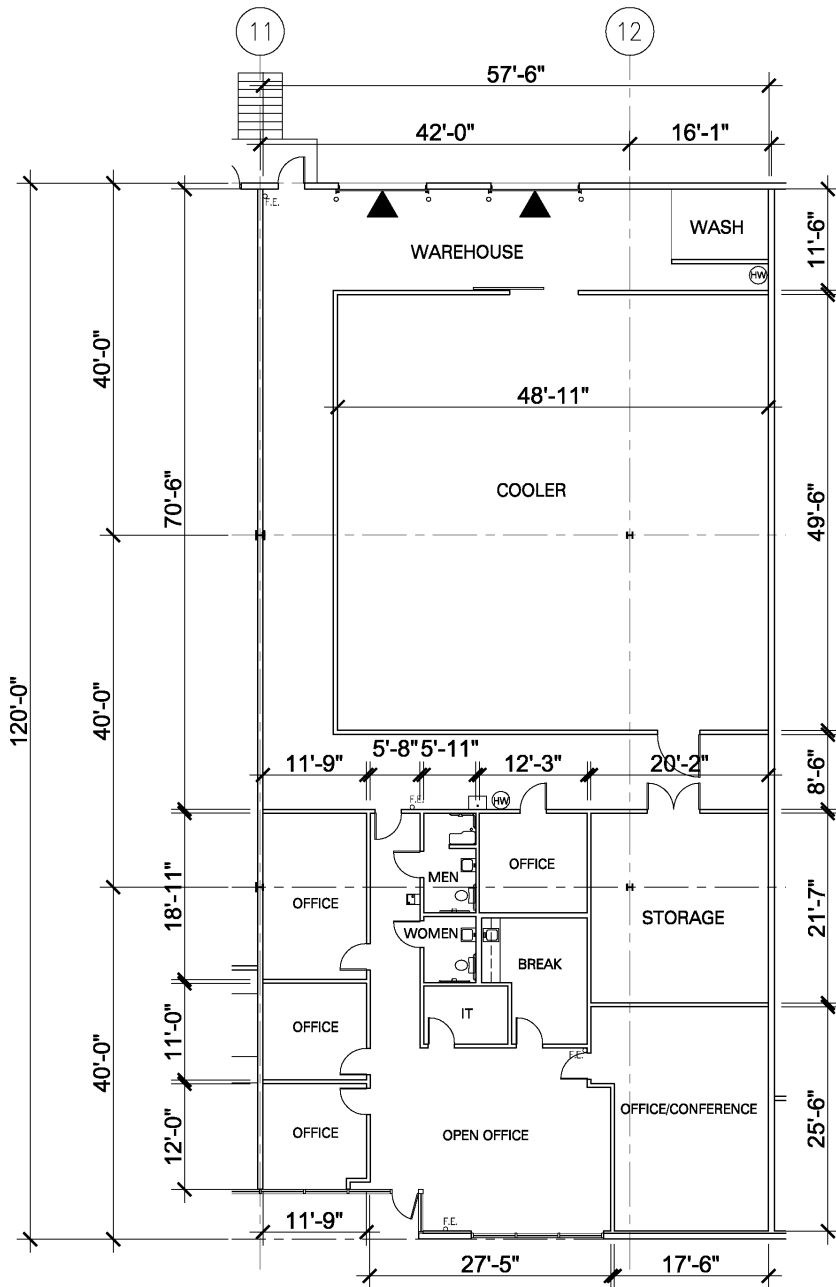 11
12
57'-6"
42'-0"
16'-1"
F.E.
WAREHOUSE
WASH
HW
11'-6"
40'-0"
48'-11"
COOLER
70'-6"
49'-6"
120'-0"
40'-0"
5'-8"
5'-11"
11'-9"
12'-3"
20'-2"
8'-6"
F.E.
HW
OFFICE
MEN
OFFICE
18'-11"
21'-7"
STORAGE
WOMEN
BREAK
IT
OFFICE
11'-0"
40'-0"
F.E.
OFFICE/CONFERENCE
25'-6"
OFFICE
OPEN OFFICE
12'-0"
11'-9"
F.E.
27'-5"
17'-6"